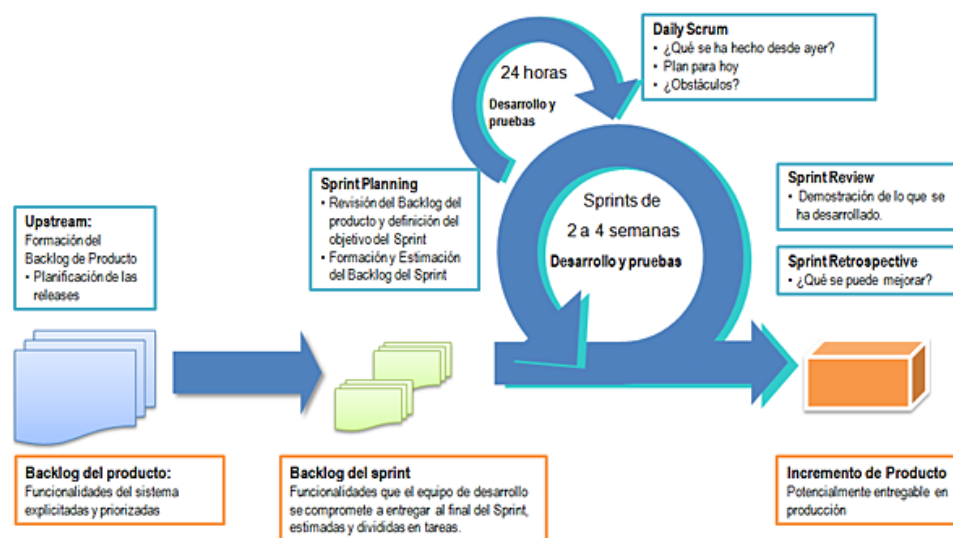 Upstream:
Formación del
Backlog de Producto
• Planificación de las
releases
Sprint Planning
• Revisión del Backlog del
producto y definición del
objetivo del Sprint
• Formación y Estimación
del Backlog del Sprint
24 horas
Desarrollo y
pruebas
Daily Scrum
• ¿Qué se ha hecho desde ayer?
• Plan para hoy
• ¿Obstáculos?
Sprints de
2 a 4 semanas
Desarrollo y pruebas
Sprint Review
• Demostración de lo que se
ha desarrollado.
Sprint Retrospective
• ¿Qué se puede mejorar?
Backlog del producto:
Funcionalidades del sistema
explicitadas y priorizadas
Backlog del sprint
Funcionalidades que el equipo de desarrollo
se compromete a entregar al final del Sprint,
estimadas y divididas en tareas.
Incremento de Producto
Potencialmente entregable en
producción